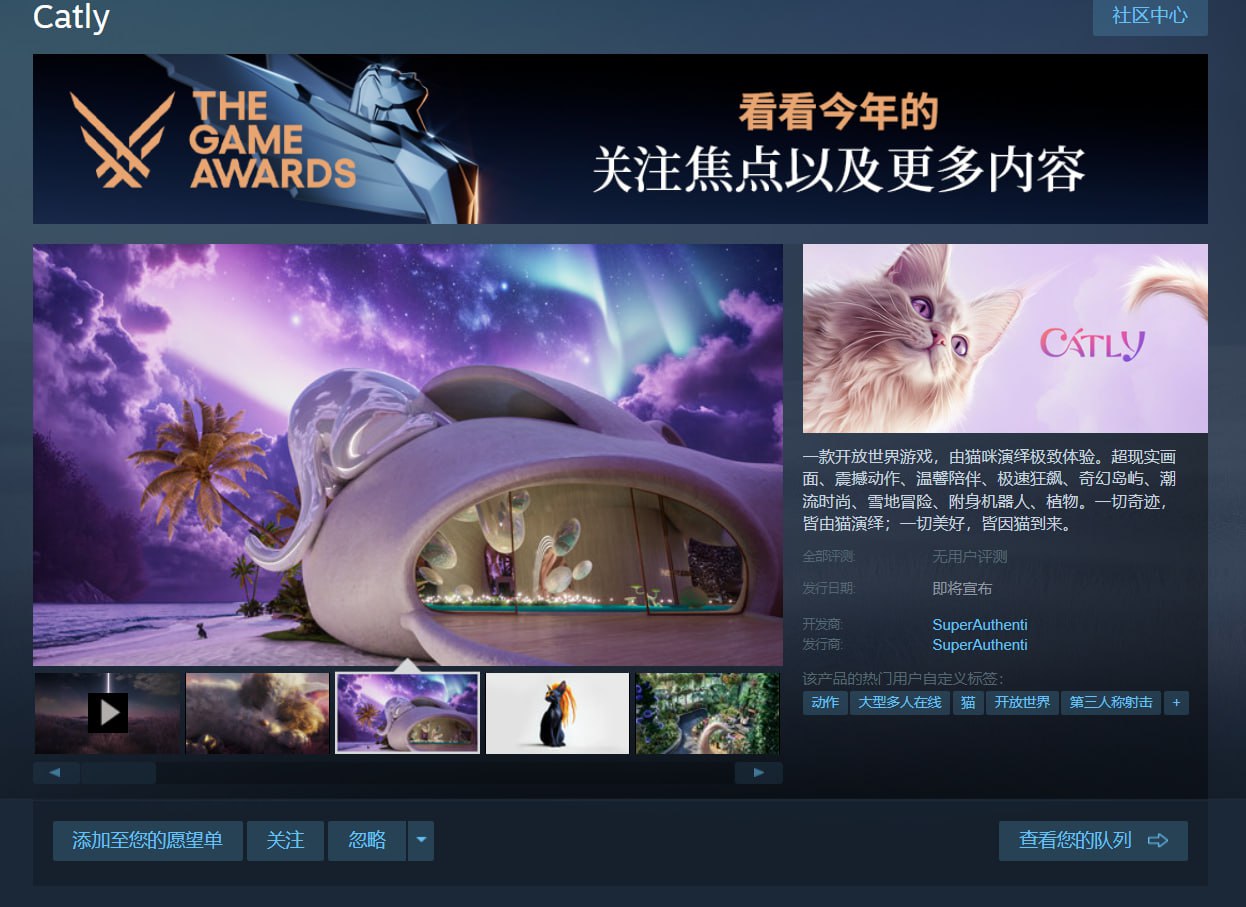 Catly
社区中心
THE
GAME
AWARDS
看看今年的
关注焦点以及更多内容
CATLY
一款开放世界游戏，由猫咪演绎极致体验。超现实画
面、震撼动作、温馨陪伴、极速狂飙、奇幻岛屿、潮
流时尚、雪地冒险、附身机器人、植物。一切奇迹，
皆由猫演绎；一切美好，皆因猫到来。
全部评测: 无用户评测
发行日期: 即将宣布
开发商: SuperAuthenti
发行商: SuperAuthenti
该产品的热门用户自定义标签：
动作 大型多人在线 猫 开放世界 第三人称射击 +
添加至您的愿望单 关注 忽略 查看您的队列